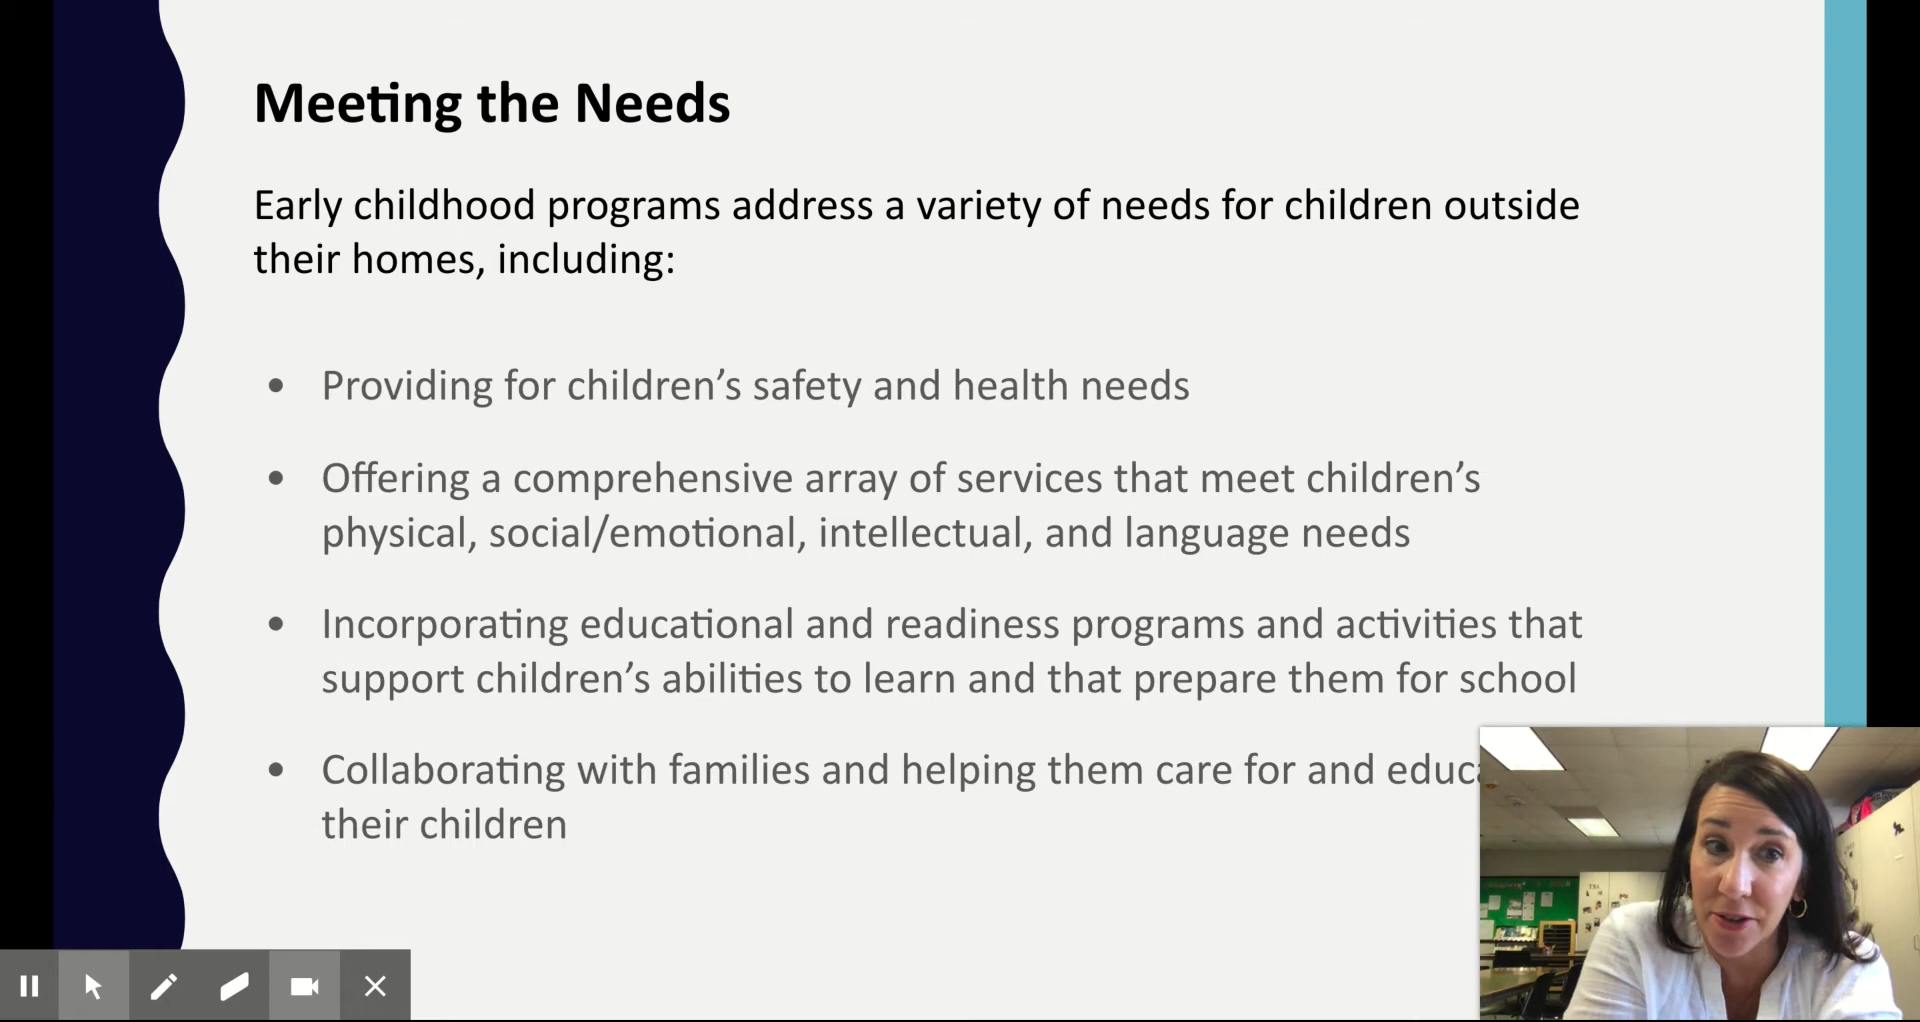 Meeting the Needs
Early childhood programs address a variety of needs for children outside
their homes, including:
• Providing for children’s safety and health needs
• Offering a comprehensive array of services that meet children’s
physical, social/emotional, intellectual, and language needs
• Incorporating educational and readiness programs and activities that
support children’s abilities to learn and that prepare them for school
• Collaborating with families and helping them care for and
their children